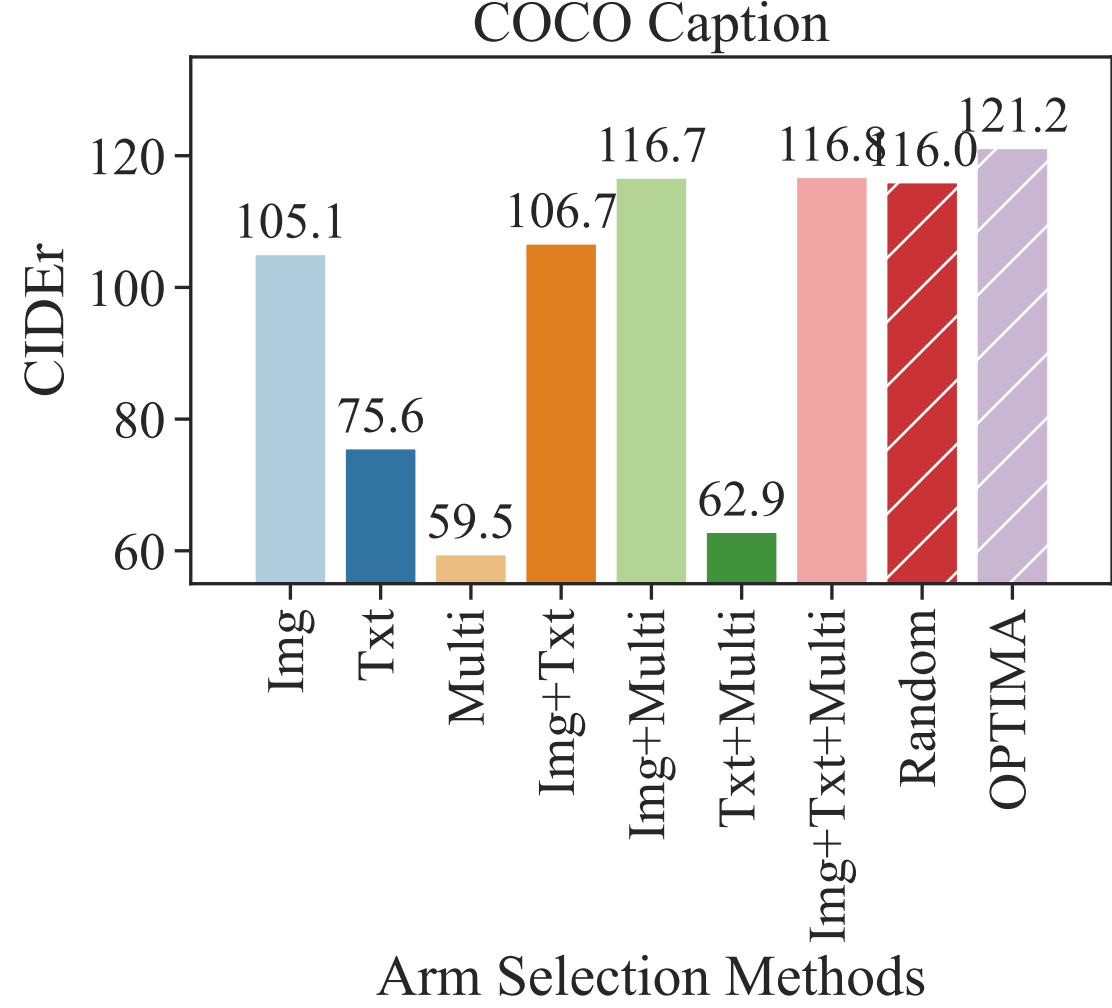 COCO Caption
CIDEr
120
100
80
60
105.1
75.6
59.5
106.7
116.7
62.9
116.8
116.0
121.2
Img
Txt
Multi
Img+Txt
Img+Multi
Txt+Multi
Img+Txt+Multi
Random
OPTIMA
Arm Selection Methods